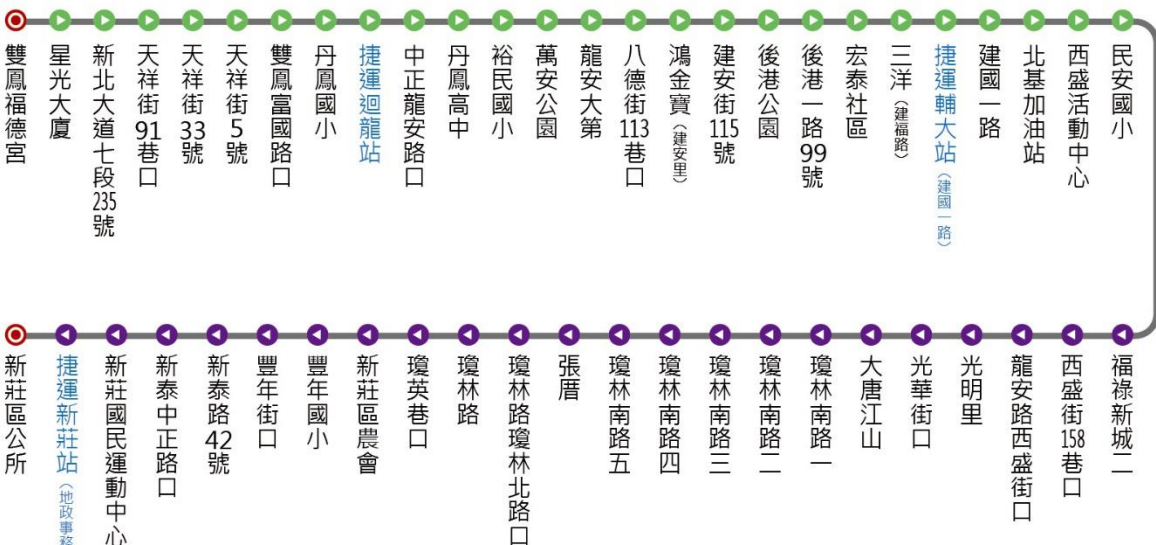 雙鳳福德宮
星光大廈
新北大道七段235號
天祥街91巷口
天祥街33號
天祥街5號
雙鳳富國路口
丹鳳國小
捷運迴龍站
中正龍安路口
丹鳳高中
裕民國小
萬安公園
龍安大第
八德街113巷口
鴻金寶(建安里)
建安街115號
後港公園
後港一路99號
宏泰社區
三洋(建福路)
捷運輔大站(建國一路)
建國一路
北基加油站
西盛活動中心
民安國小
福祿新城二
西盛街158巷口
龍安路西盛街口
光明里
光華街口
大唐江山
瓊林南路一
瓊林南路二
瓊林南路三
瓊林南路四
瓊林南路五
張厝
瓊林路瓊林北路口
瓊林路
瓊英巷口
新莊區農會
豐年國小
豐年街口
新泰路42號
新泰中正路口
新莊國民運動中心
捷運新莊站(地政事務
新莊區公所